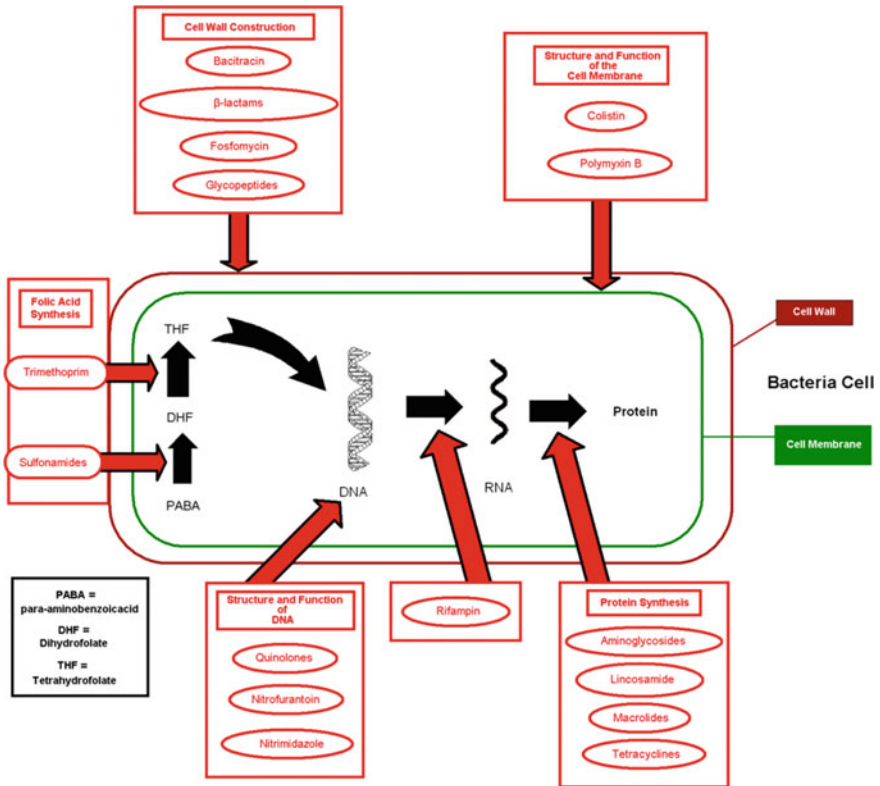 Cell Wall Construction
Bacitracin
β-lactams
Fosfomycin
Glycopeptides
Structure and Function
of the
Cell Membrane
Colistin
Polymyxin B
Folic Acid
Synthesis
Trimethoprim
Sulfonamides
THF
DHF
PABA
DNA
RNA
Protein
Cell Wall
Bacteria Cell
Cell Membrane
PABA =
para-aminobenzoicacid
DHF =
Dihydrofolate
THF =
Tetrahydrofolate
Structure and Function
of
DNA
Quinolones
Nitrofurantoin
Nitrimidazole
Rifampin
Protein Synthesis
Aminoglycosides
Lincosamide
Macrolides
Tetracyclines